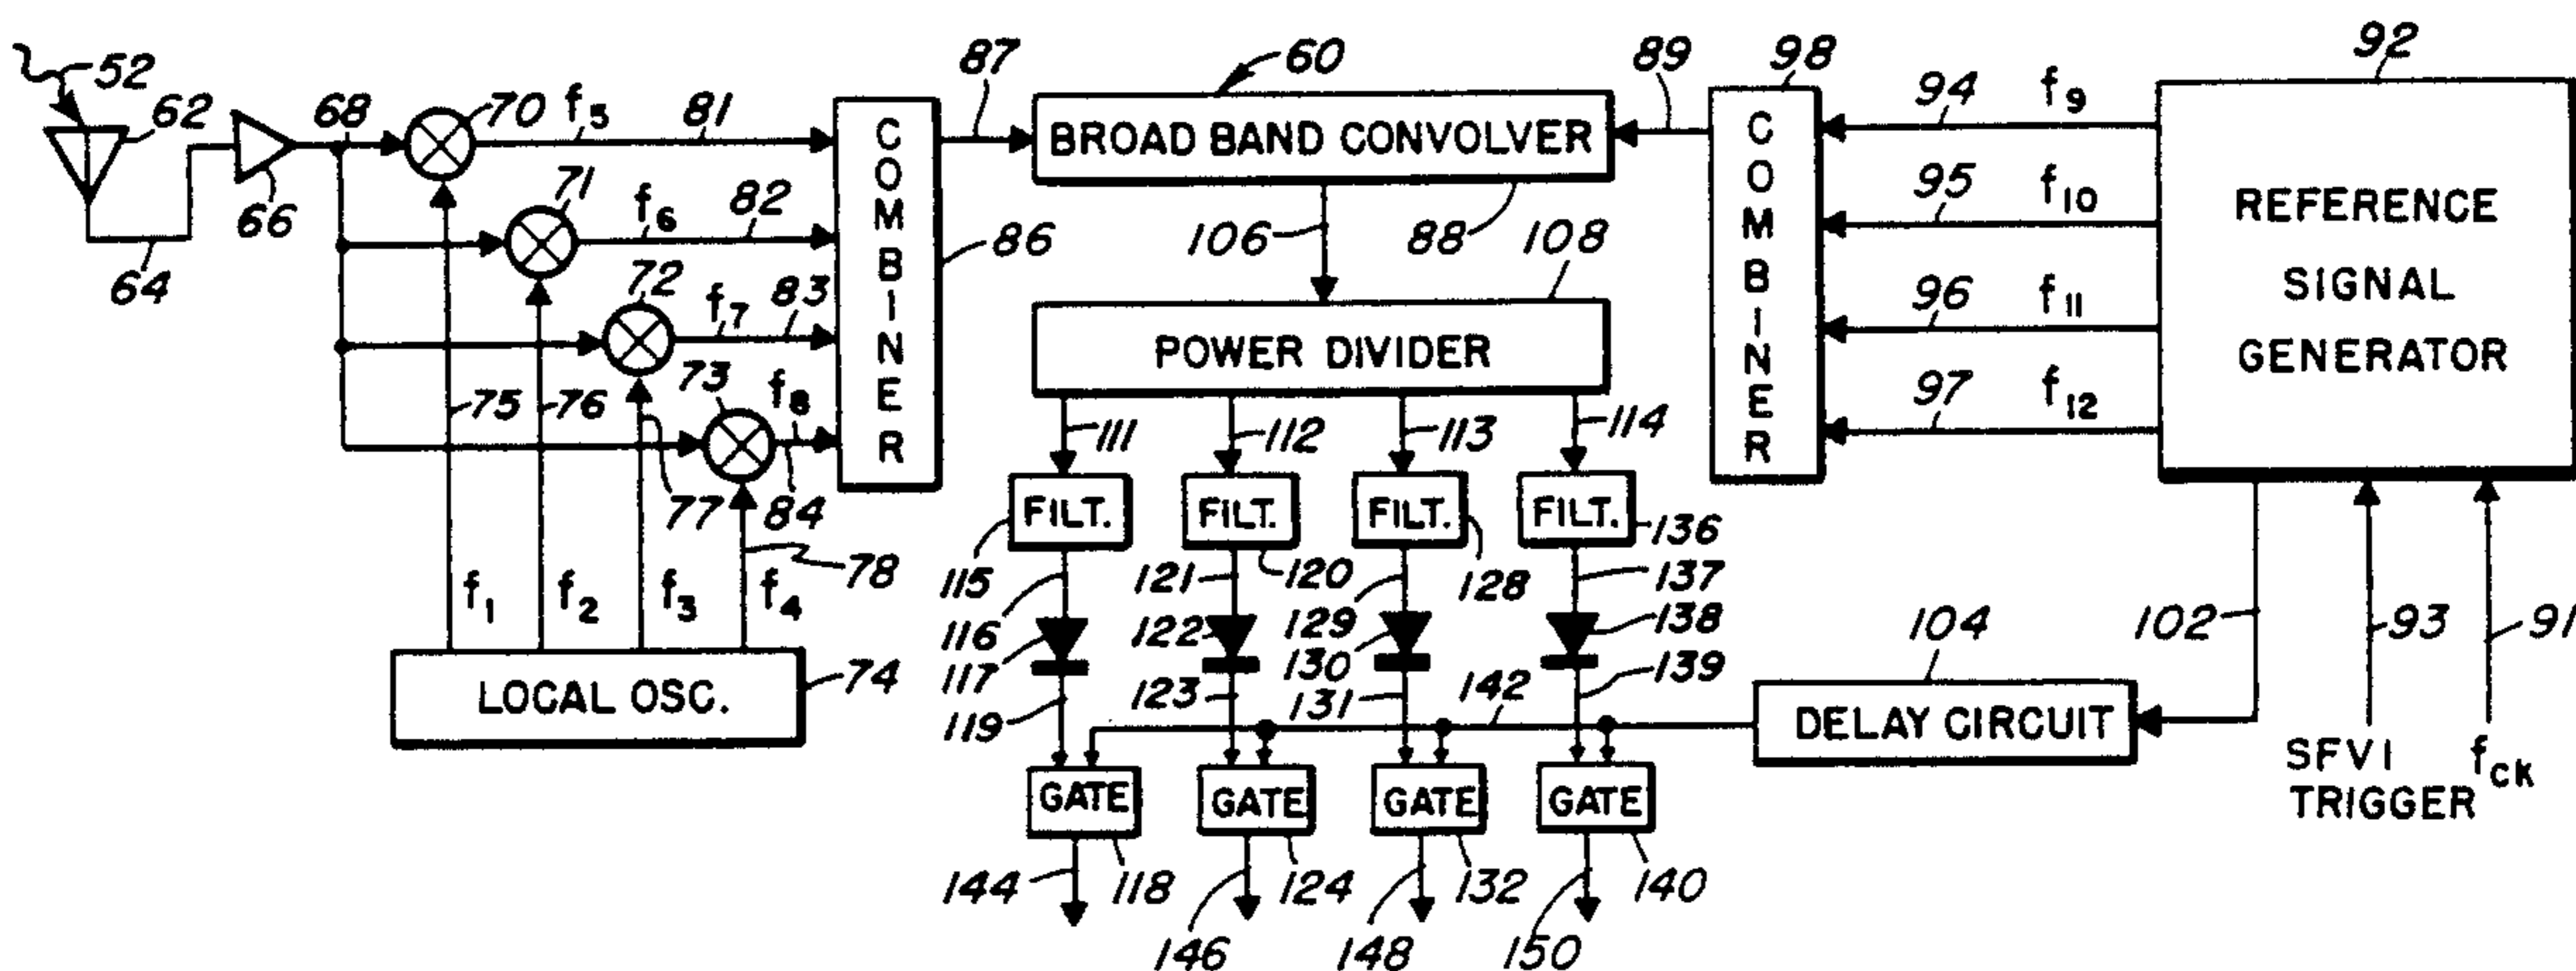 52
62
64
66
68
70
f5
81
71
f6
82
72
f7
83
73
f8
84
75
76
77
78
f1
f2
f3
f4
LOCAL OSC.
74
COMBINER
86
87
60
BROAD BAND CONVOLVER
88
89
98
COMBINER
94
f9
95
f10
96
f11
97
f12
92
REFERENCE
SIGNAL
GENERATOR
106
108
POWER DIVIDER
111
112
113
114
FILT.
FILT.
FILT.
FILT.
115
120
128
136
116
121
129
137
117
122
130
138
119
123
131
139
142
104
DELAY CIRCUIT
102
93
91
SFVI
TRIGGER
fck
GATE
GATE
GATE
GATE
144
118
146
124
148
132
150
140